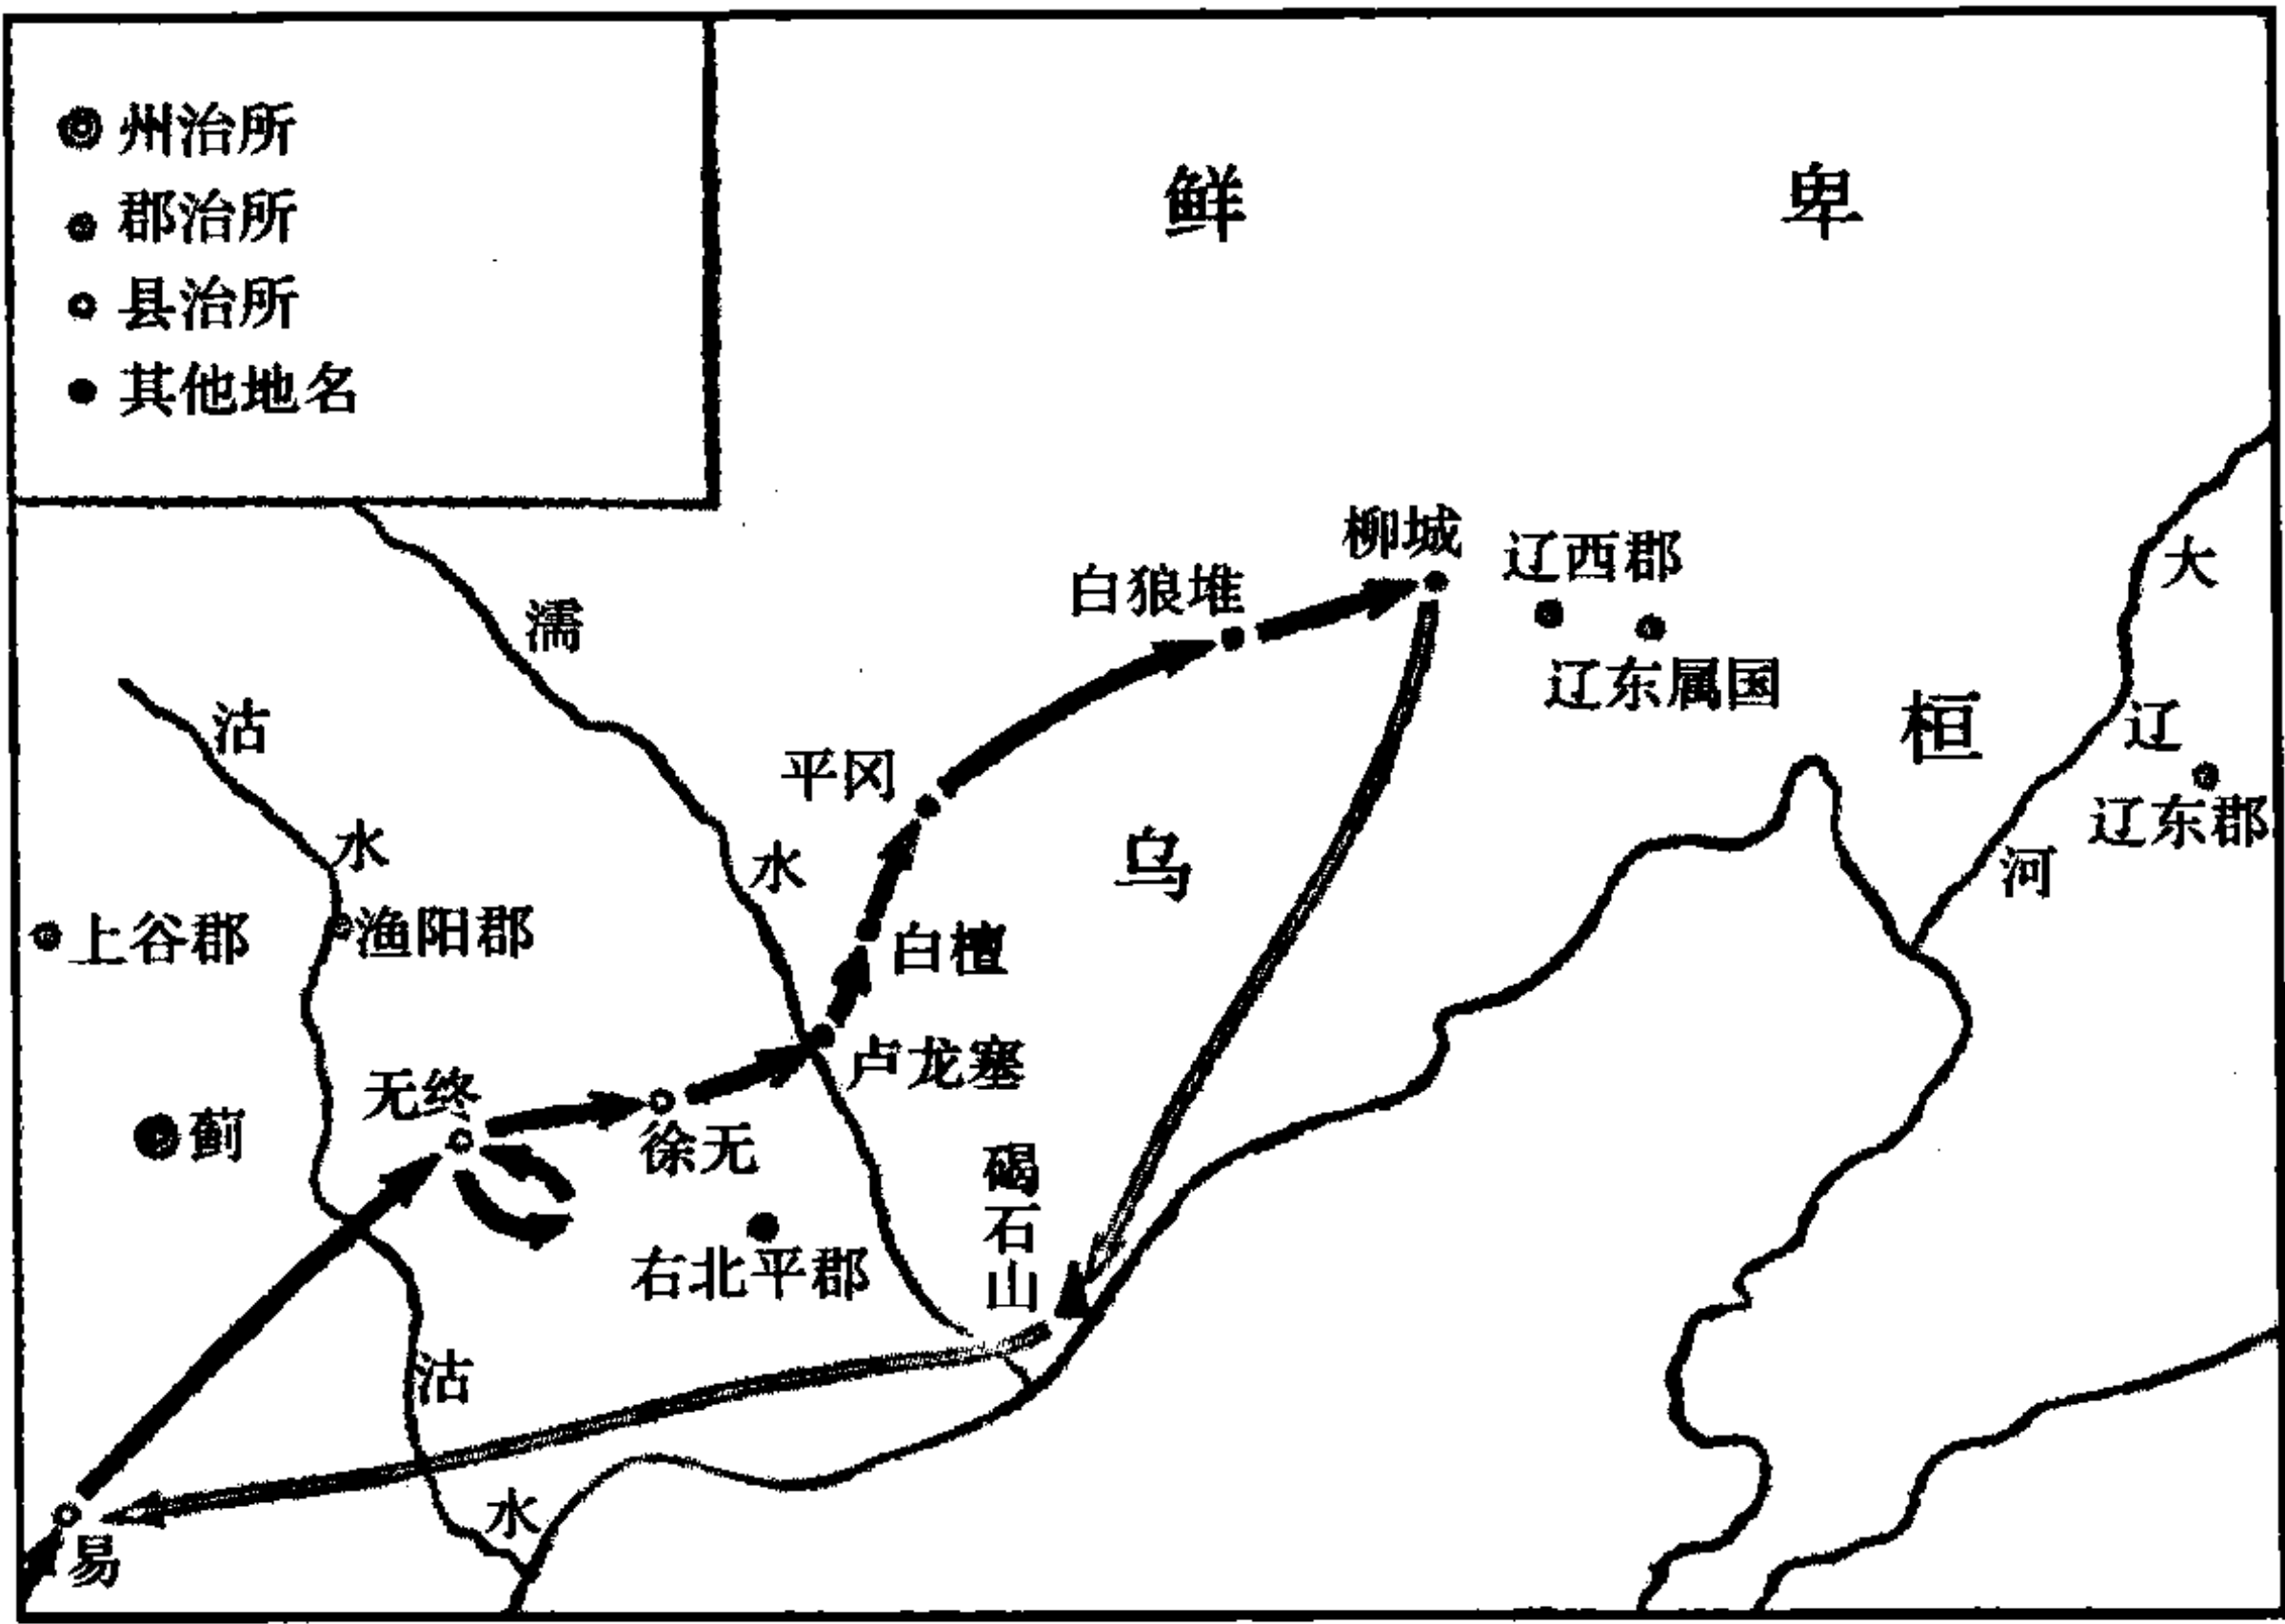 州治所
郡治所
县治所
其他地名
鲜卑
柳城
辽西郡
白狼堆
辽东属国
大辽河
濡水
沽水
桓
平冈
辽东郡
乌
上谷郡
渔阳郡
白檀
卢龙塞
无终
蓟
徐无
碣石山
右北平郡
沽水
易